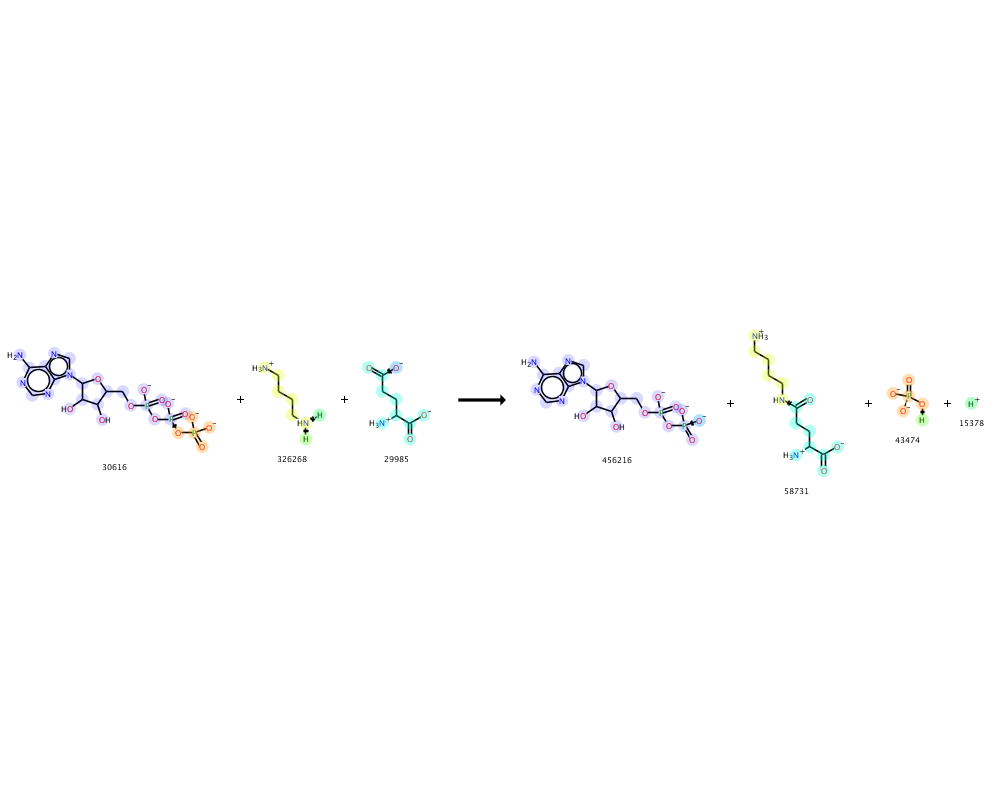 H2N N N N N O HO OH O O- O O O- O O O- O- O
30616
+
H3N+ HN+ H H
326268
+
O O- H3N+ O- O
29985
H2N N N N N O HO OH O O- O O O- O- O
456216
+
NH3+ HN O H3N+ O- O
58731
+
O O- O- O H
43474
+
H+
15378